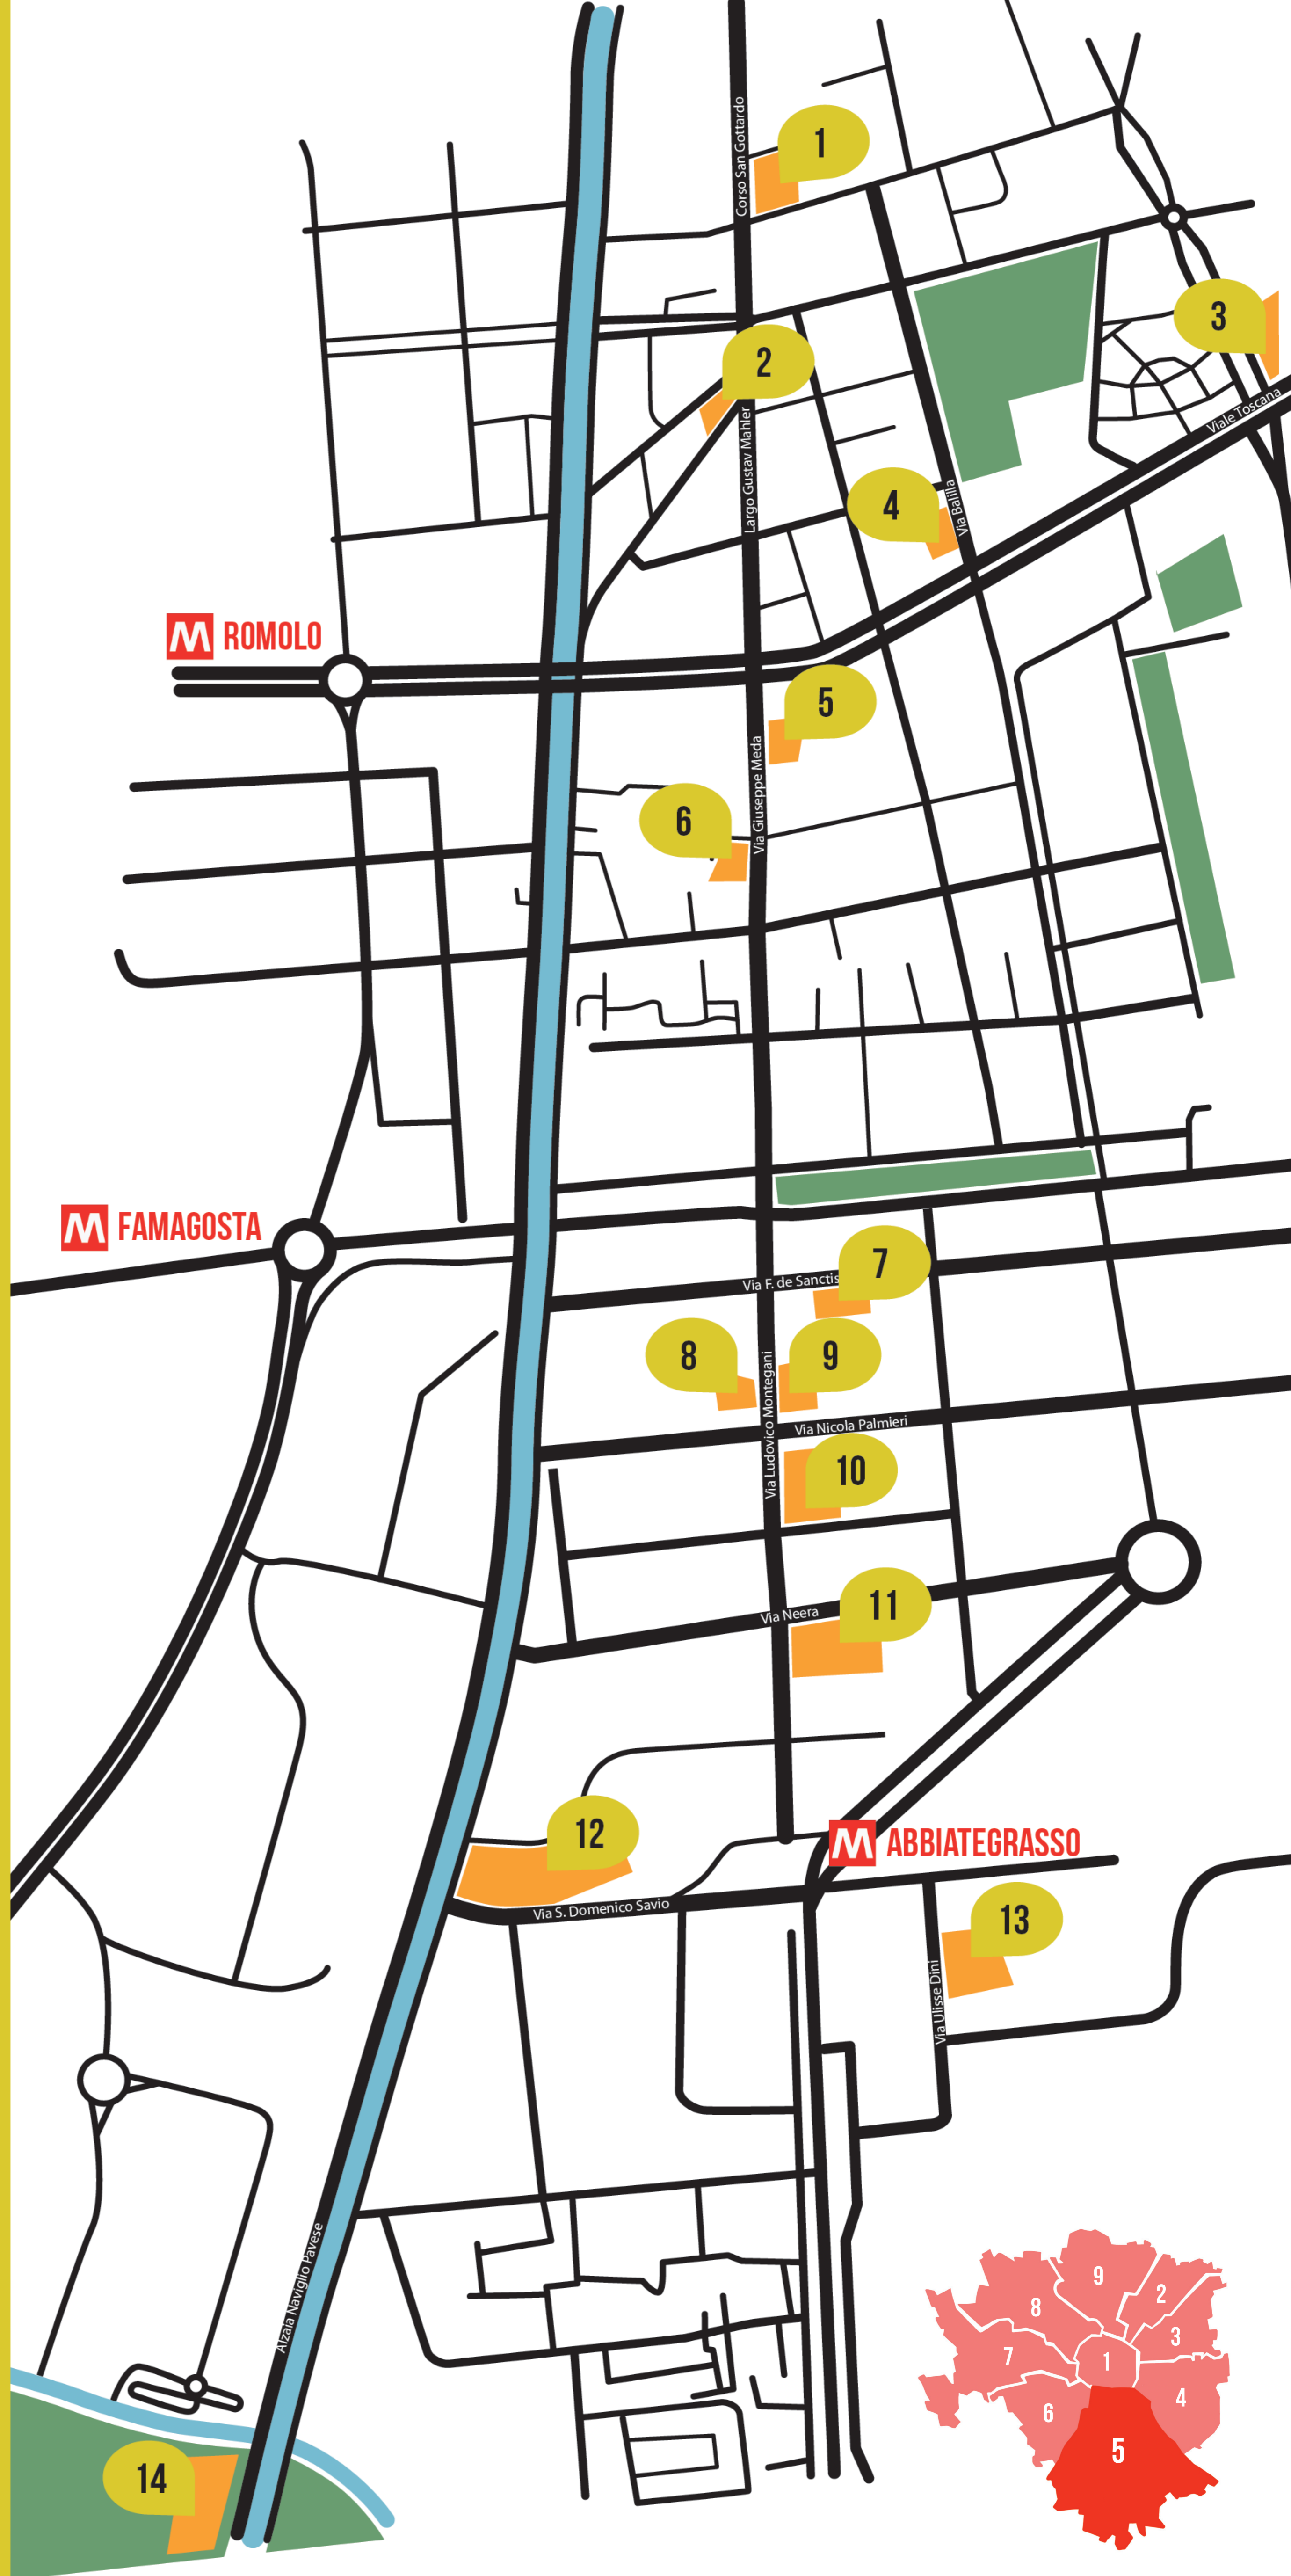 Corso San Gottardo
1
3
2
Viale Toscana
Largo Gustav Mahler
4
Via Balilla
M ROMOLO
5
Via Giuseppe Meda
6
M FAMAGOSTA
7
Via F. de Sanctis
8
9
Via Ludovico Montegani
Via Nicola Palmieri
10
11
Via Neera
12
M ABBIATEGRASSO
Via S. Domenico Savio
13
Via Ulisse Dini
Alzaia Naviglio Pavese
14
9
2
8
3
7
1
4
6
5